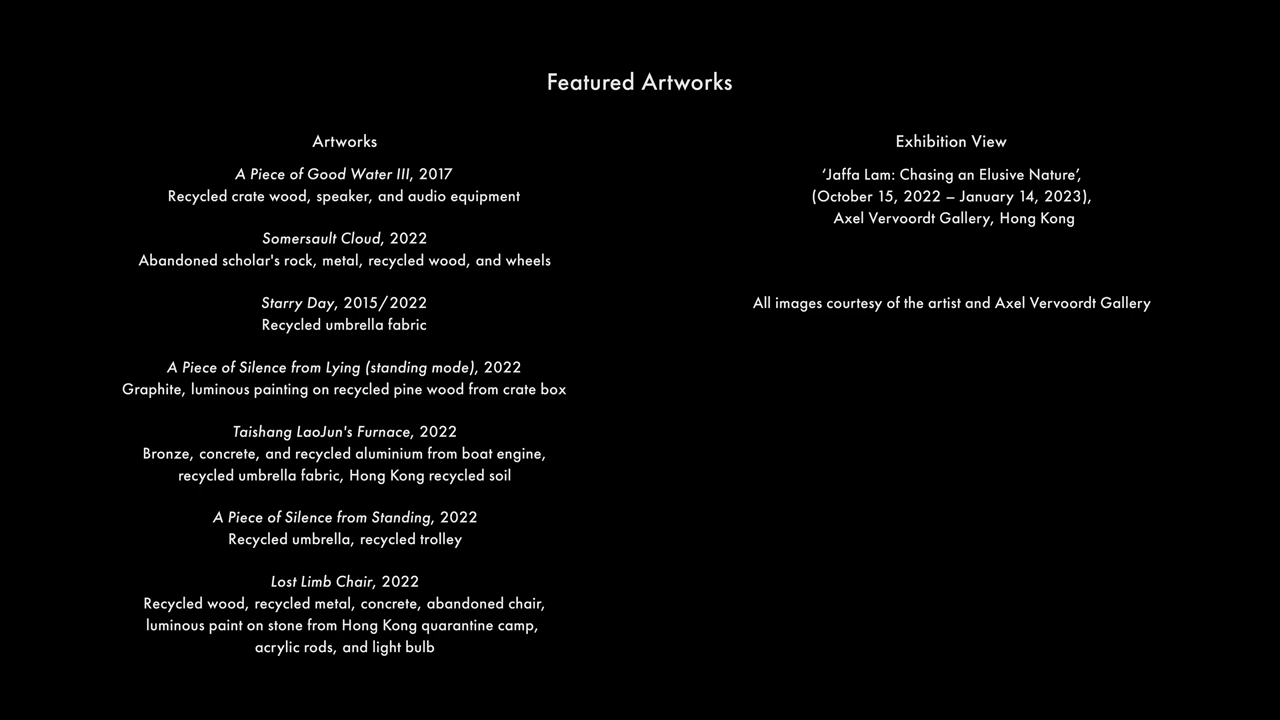 Featured Artworks
Artworks
A Piece of Good Water III, 2017
Recycled crate wood, speaker, and audio equipment
Somersault Cloud, 2022
Abandoned scholar's rock, metal, recycled wood, and wheels
Starry Day, 2015/2022
Recycled umbrella fabric
A Piece of Silence from Lying (standing mode), 2022
Graphite, luminous painting on recycled pine wood from crate box
Taishang LaoJun's Furnace, 2022
Bronze, concrete, and recycled aluminium from boat engine,
recycled umbrella fabric, Hong Kong recycled soil
A Piece of Silence from Standing, 2022
Recycled umbrella, recycled trolley
Lost Limb Chair, 2022
Recycled wood, recycled metal, concrete, abandoned chair,
luminous paint on stone from Hong Kong quarantine camp,
acrylic rods, and light bulb
Exhibition View
‘Jaffa Lam: Chasing an Elusive Nature’,
(October 15, 2022 – January 14, 2023),
Axel Vervoordt Gallery, Hong Kong
All images courtesy of the artist and Axel Vervoordt Gallery